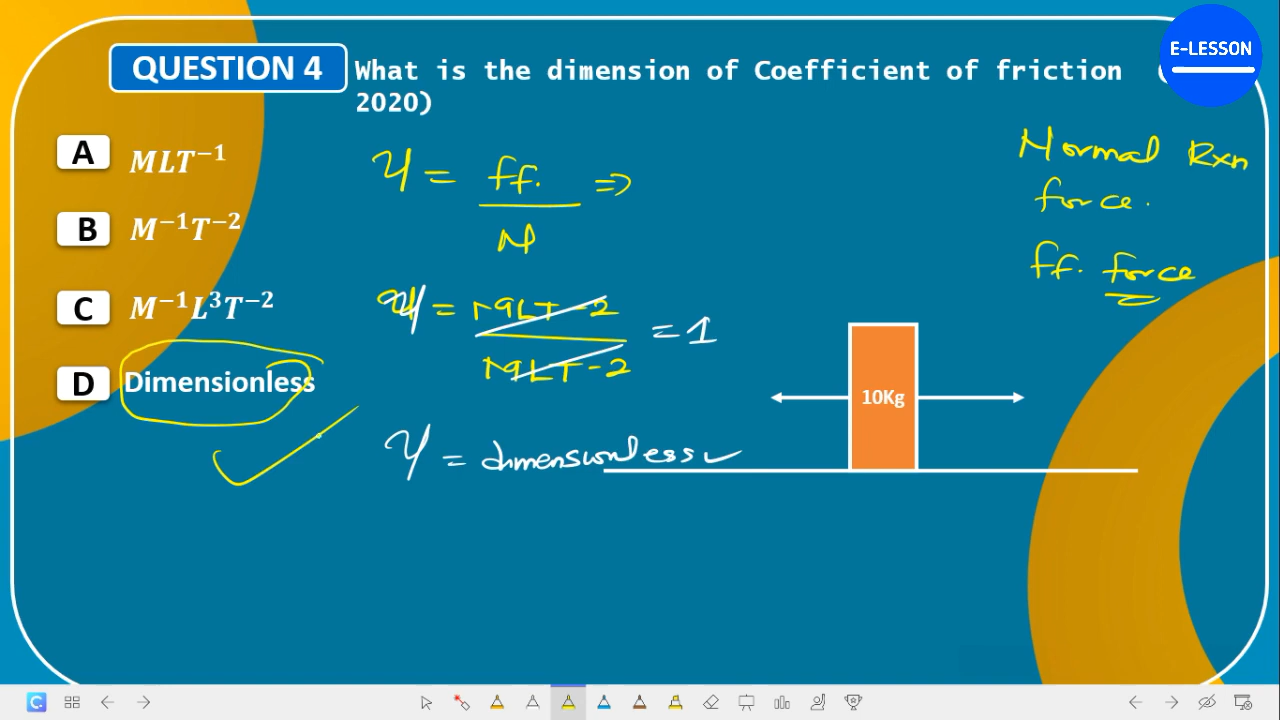 E-LESSON
QUESTION 4
What is the dimension of Coefficient of friction (
2020)
A MLT⁻¹
B M⁻¹T⁻²
C M⁻¹L³T⁻²
D Dimensionless
μ = ff. / N ⇒
μ = MLT-2 / MLT-2 = 1
μ = dimensionless
Normal Rxn
force.
ff. force
10Kg
C